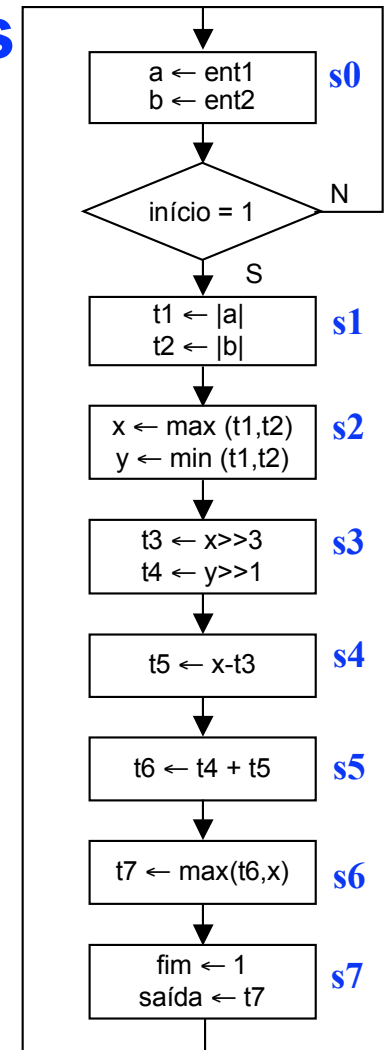 s
a ← ent1
b ← ent2
s0
início = 1
N
S
t1 ← |a|
t2 ← |b|
s1
x ← max (t1,t2)
y ← min (t1,t2)
s2
t3 ← x>>3
t4 ← y>>1
s3
t5 ← x-t3
s4
t6 ← t4 + t5
s5
t7 ← max(t6,x)
s6
fim ← 1
saída ← t7
s7